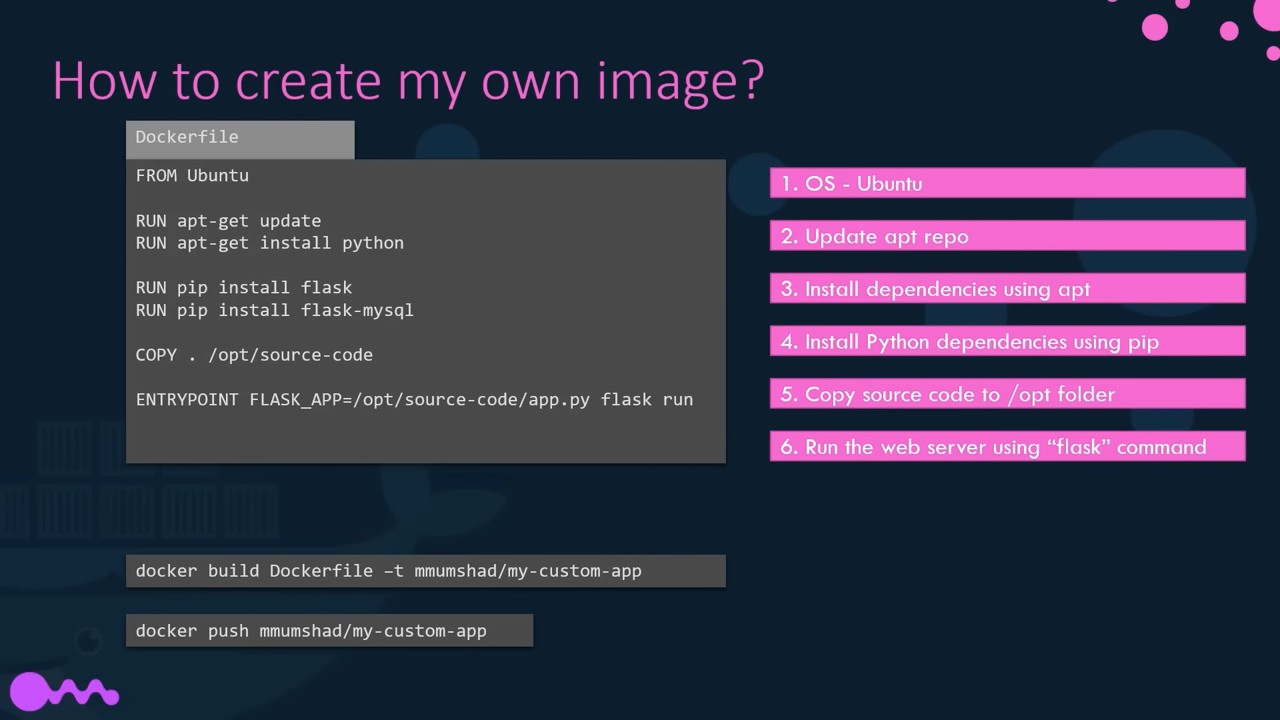 How to create my own image?
Dockerfile
FROM Ubuntu
RUN apt-get update
RUN apt-get install python
RUN pip install flask
RUN pip install flask-mysql
COPY . /opt/source-code
ENTRYPOINT FLASK_APP=/opt/source-code/app.py flask run
1. OS - Ubuntu
2. Update apt repo
3. Install dependencies using apt
4. Install Python dependencies using pip
5. Copy source code to /opt folder
6. Run the web server using “flask” command
docker build Dockerfile –t mmumshad/my-custom-app
docker push mmumshad/my-custom-app